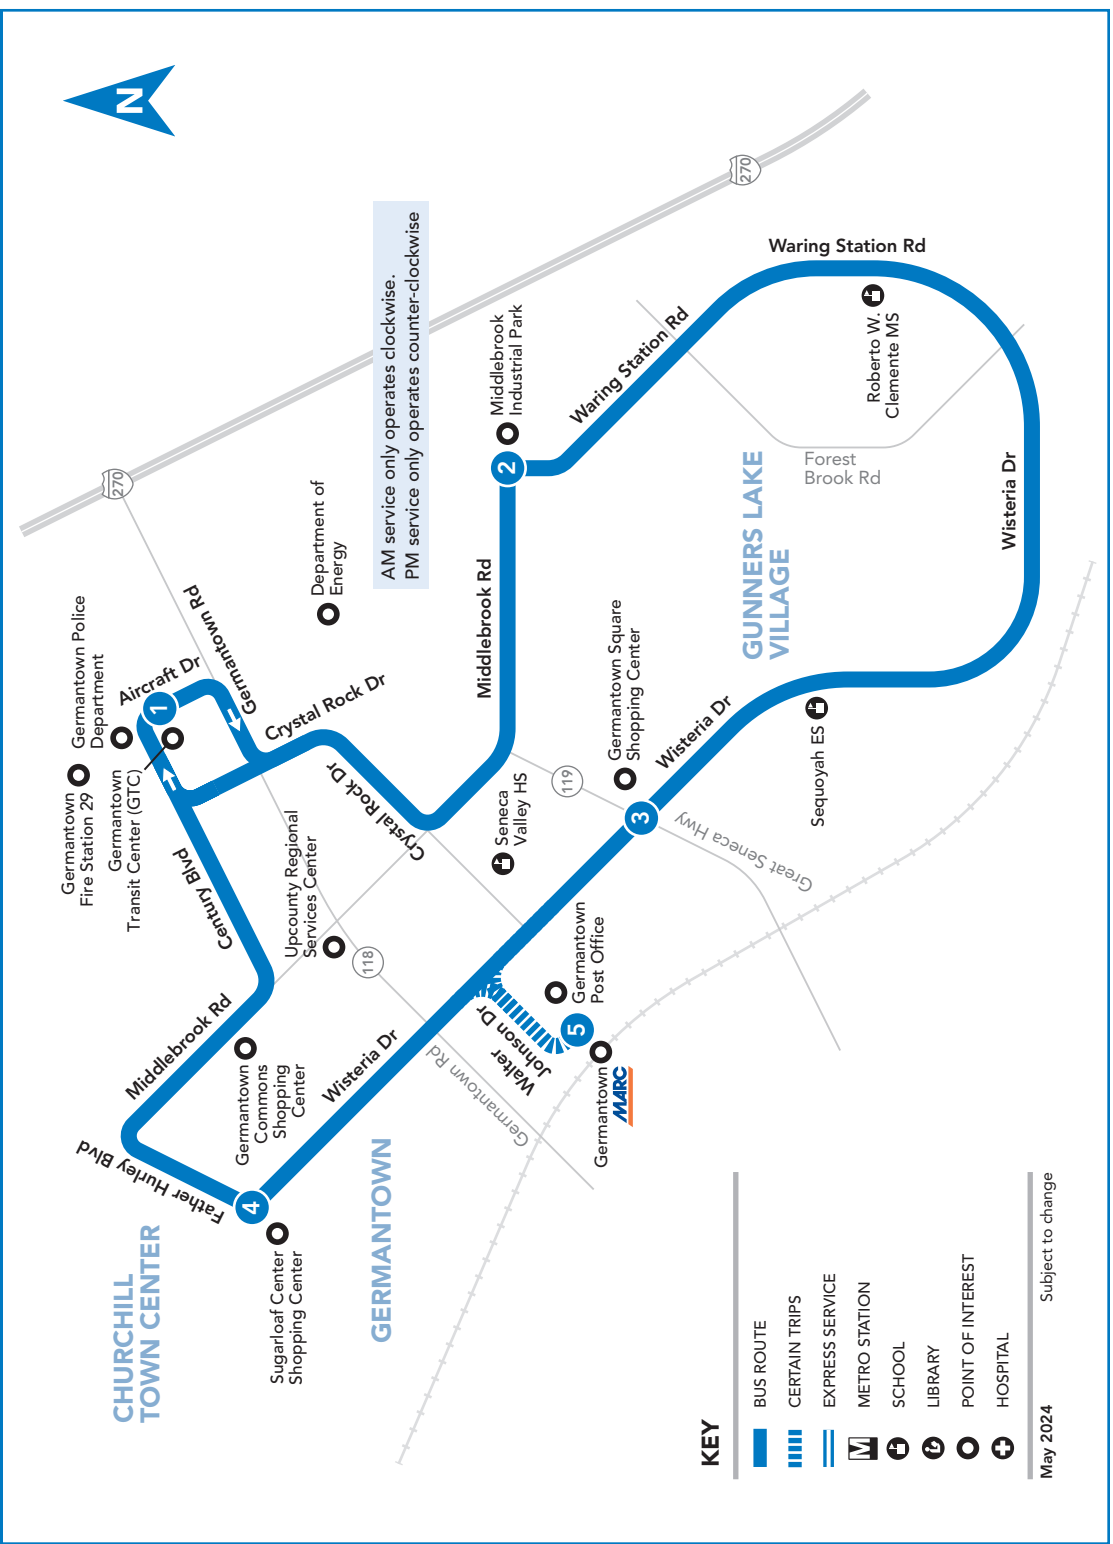 N
270
270
AM service only operates clockwise.
PM service only operates counter-clockwise
Waring Station Rd
Waring Station Rd
Roberto W.
Clemente MS
Middlebrook
Industrial Park
2
Forest
Brook Rd
Wisteria Dr
GUNNERS LAKE
VILLAGE
Department of
Energy
Germantown Rd
Germantown Police
Department
Aircraft Dr
1
Crystal Rock Dr
Middlebrook Rd
Germantown Square
Shopping Center
Wisteria Dr
Sequoyah ES
Germantown
Fire Station 29
Germantown
Transit Center (GTC)
Germantown Rd
Crystal Rock Dr
Seneca
Valley HS
119
3
Great Seneca Hwy
Century Blvd
Upcounty Regional
Services Center
118
Germantown
Post Office
5
Walter
Johnson Dr
Germantown
MARC
Middlebrook Rd
Germantown
Commons
Shopping
Center
Wisteria Dr
Germantown Rd
Father Hurley Blvd
4
Sugarloaf Center
Shopping Center
CHURCHILL
TOWN CENTER
GERMANTOWN
KEY
BUS ROUTE
CERTAIN TRIPS
EXPRESS SERVICE
M METRO STATION
SCHOOL
LIBRARY
POINT OF INTEREST
HOSPITAL
May 2024
Subject to change